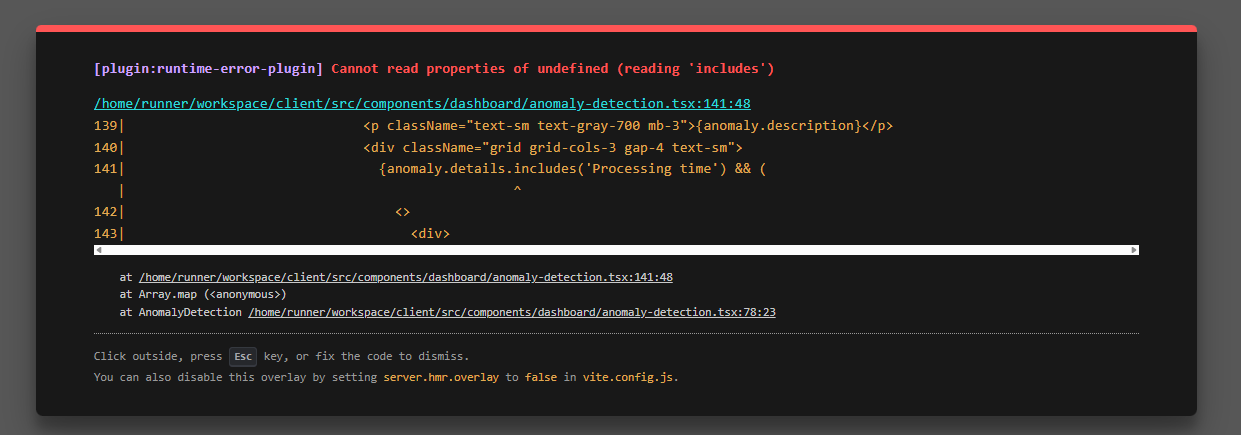 [plugin:runtime-error-plugin] Cannot read properties of undefined (reading 'includes')
/home/runner/workspace/client/src/components/dashboard/anomaly-detection.tsx:141:48
139|                              <p className="text-sm text-gray-700 mb-3">{anomaly.description}</p>
140|                              <div className="grid grid-cols-3 gap-4 text-sm">
141|                                {anomaly.details.includes('Processing time') && (
   |                                                 ^
142|                                  <>
143|                                    <div>
at /home/runner/workspace/client/src/components/dashboard/anomaly-detection.tsx:141:48
at Array.map (<anonymous>)
at AnomalyDetection /home/runner/workspace/client/src/components/dashboard/anomaly-detection.tsx:78:23
Click outside, press Esc key, or fix the code to dismiss.
You can also disable this overlay by setting server.hmr.overlay to false in vite.config.js.